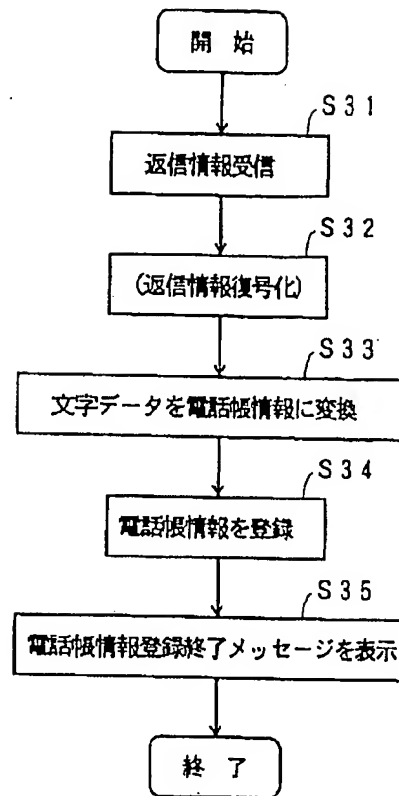 開 始
S31
返信情報受信
S32
(返信情報復号化)
S33
文字データを電話帳情報に変換
S34
電話帳情報を登録
S35
電話帳情報登録終了メッセージを表示
終 了